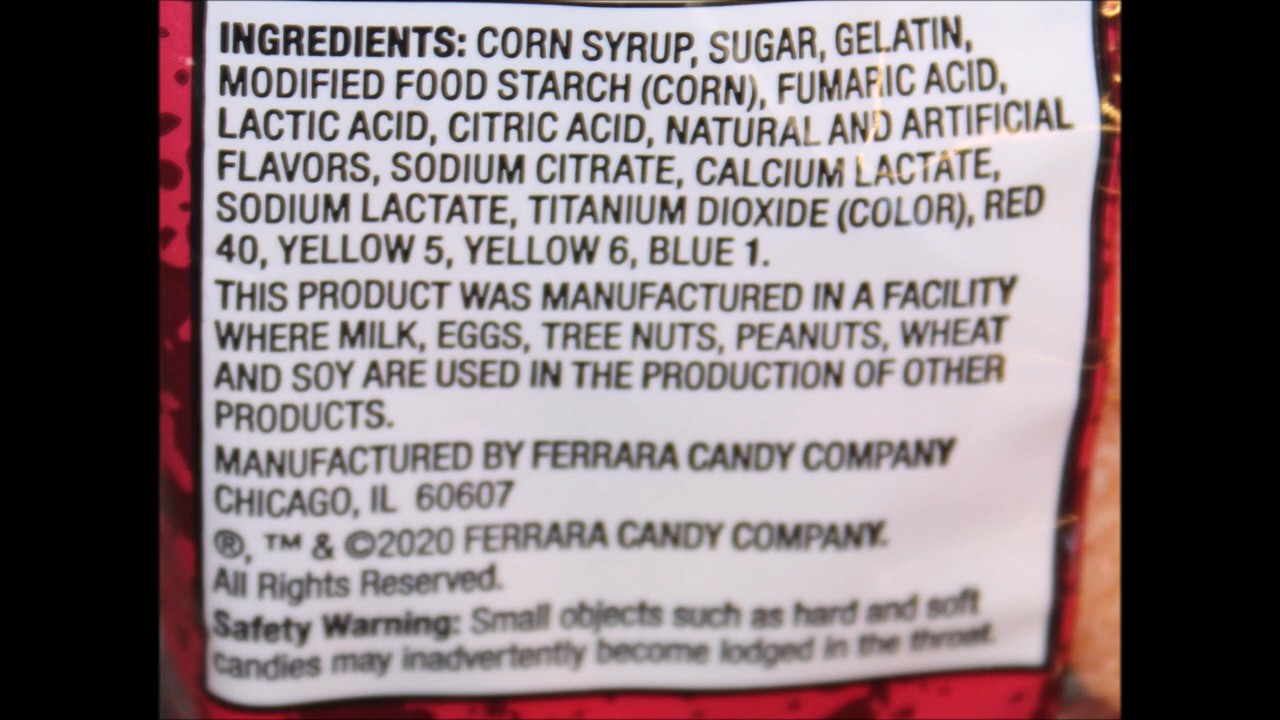 INGREDIENTS: CORN SYRUP, SUGAR, GELATIN,
MODIFIED FOOD STARCH (CORN), FUMARIC ACID,
LACTIC ACID, CITRIC ACID, NATURAL AND ARTIFICIAL
FLAVORS, SODIUM CITRATE, CALCIUM LACTATE,
SODIUM LACTATE, TITANIUM DIOXIDE (COLOR), RED
40, YELLOW 5, YELLOW 6, BLUE 1.
THIS PRODUCT WAS MANUFACTURED IN A FACILITY
WHERE MILK, EGGS, TREE NUTS, PEANUTS, WHEAT
AND SOY ARE USED IN THE PRODUCTION OF OTHER
PRODUCTS.
MANUFACTURED BY FERRARA CANDY COMPANY
CHICAGO, IL 60607
®, ™ & ©2020 FERRARA CANDY COMPANY.
All Rights Reserved.
Safety Warning: Small objects such as hard and soft
candies may inadvertently become lodged in the throat.